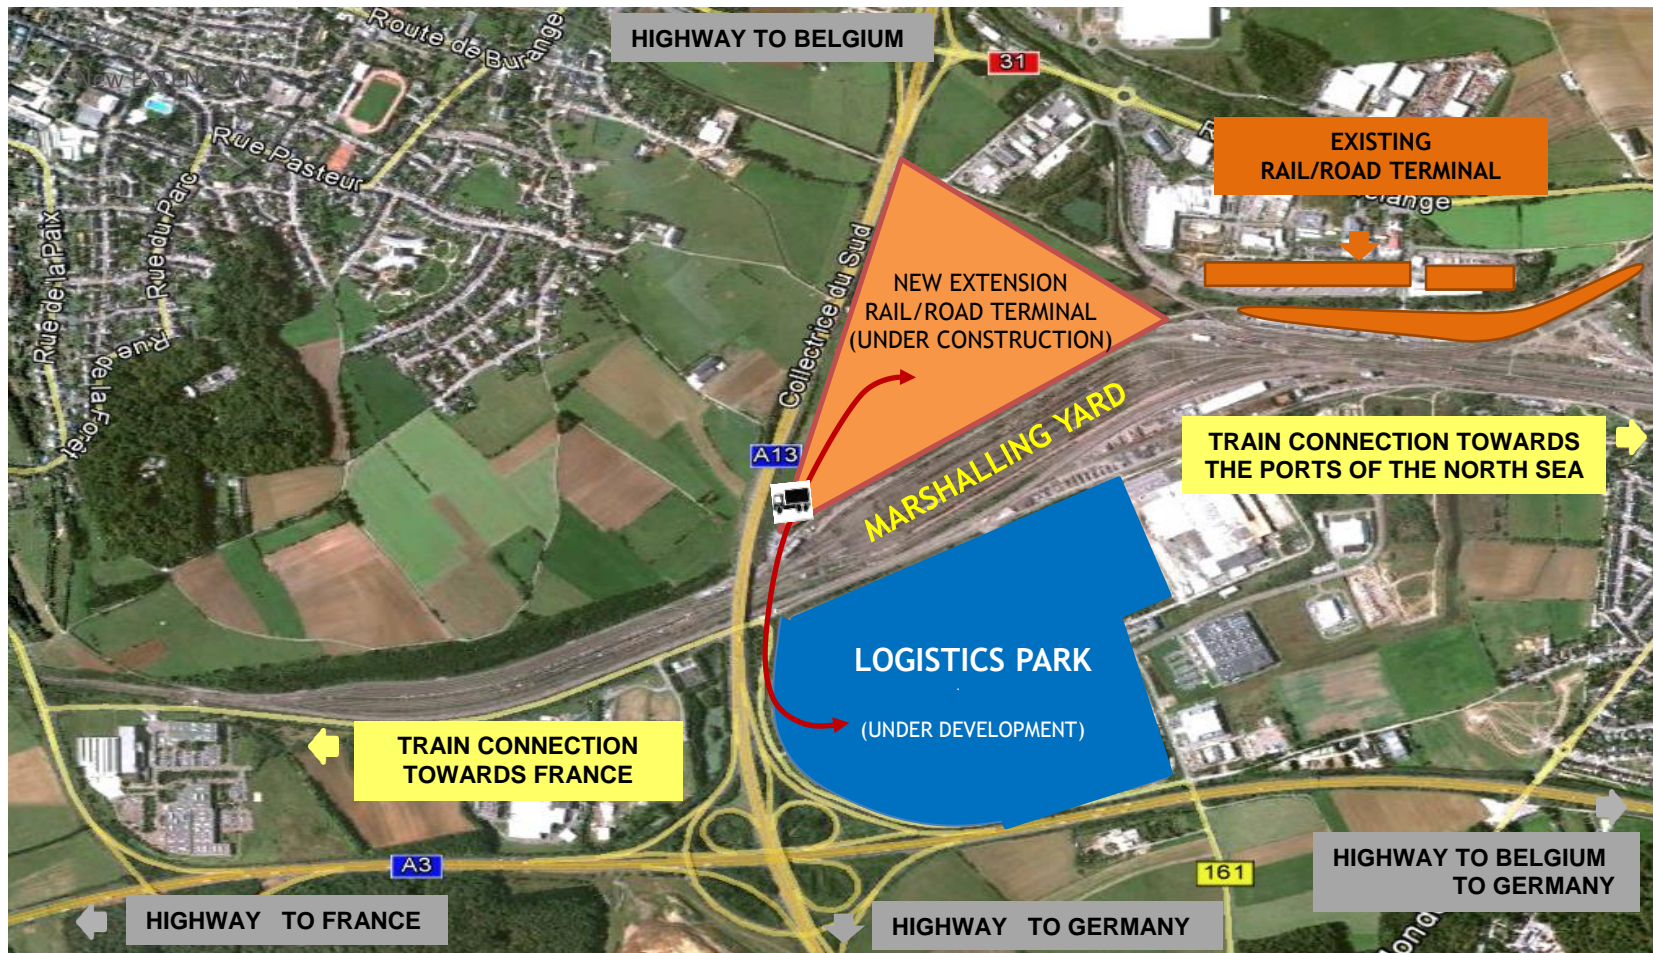 HIGHWAY TO BELGIUM
Route de Burange
31
New EXTENSION
EXISTING
RAIL/ROAD TERMINAL
Rue Pasteur
Rue du Parc
Rue de la Paix
Rue de la Forêt
Collectrice du Sud
NEW EXTENSION
RAIL/ROAD TERMINAL
(UNDER CONSTRUCTION)
A13
MARSHALLING YARD
TRAIN CONNECTION TOWARDS
THE PORTS OF THE NORTH SEA
LOGISTICS PARK
(UNDER DEVELOPMENT)
TRAIN CONNECTION
TOWARDS FRANCE
A3
161
HIGHWAY TO BELGIUM
TO GERMANY
HIGHWAY TO FRANCE
HIGHWAY TO GERMANY